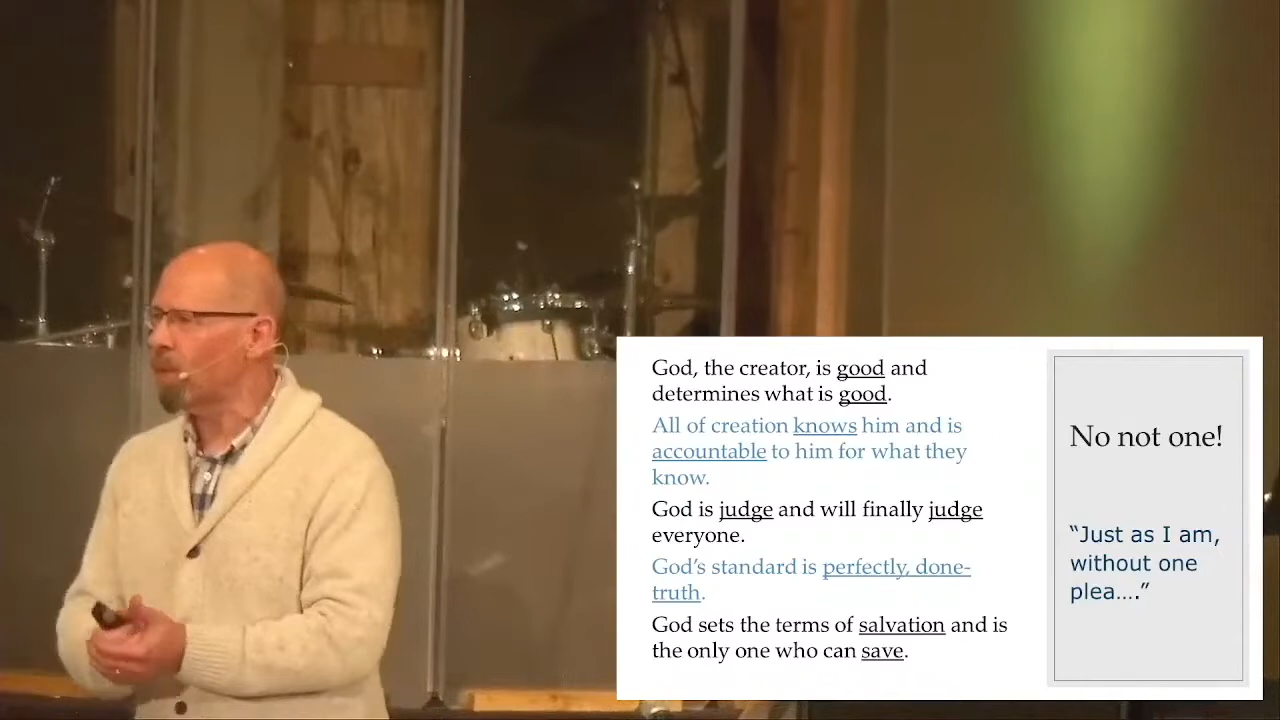 God, the creator, is good and
determines what is good.
All of creation knows him and is
accountable to him for what they
know.
God is judge and will finally judge
everyone.
God’s standard is perfectly, done-
truth.
God sets the terms of salvation and is
the only one who can save.
No not one!
“Just as I am,
without one
plea….”